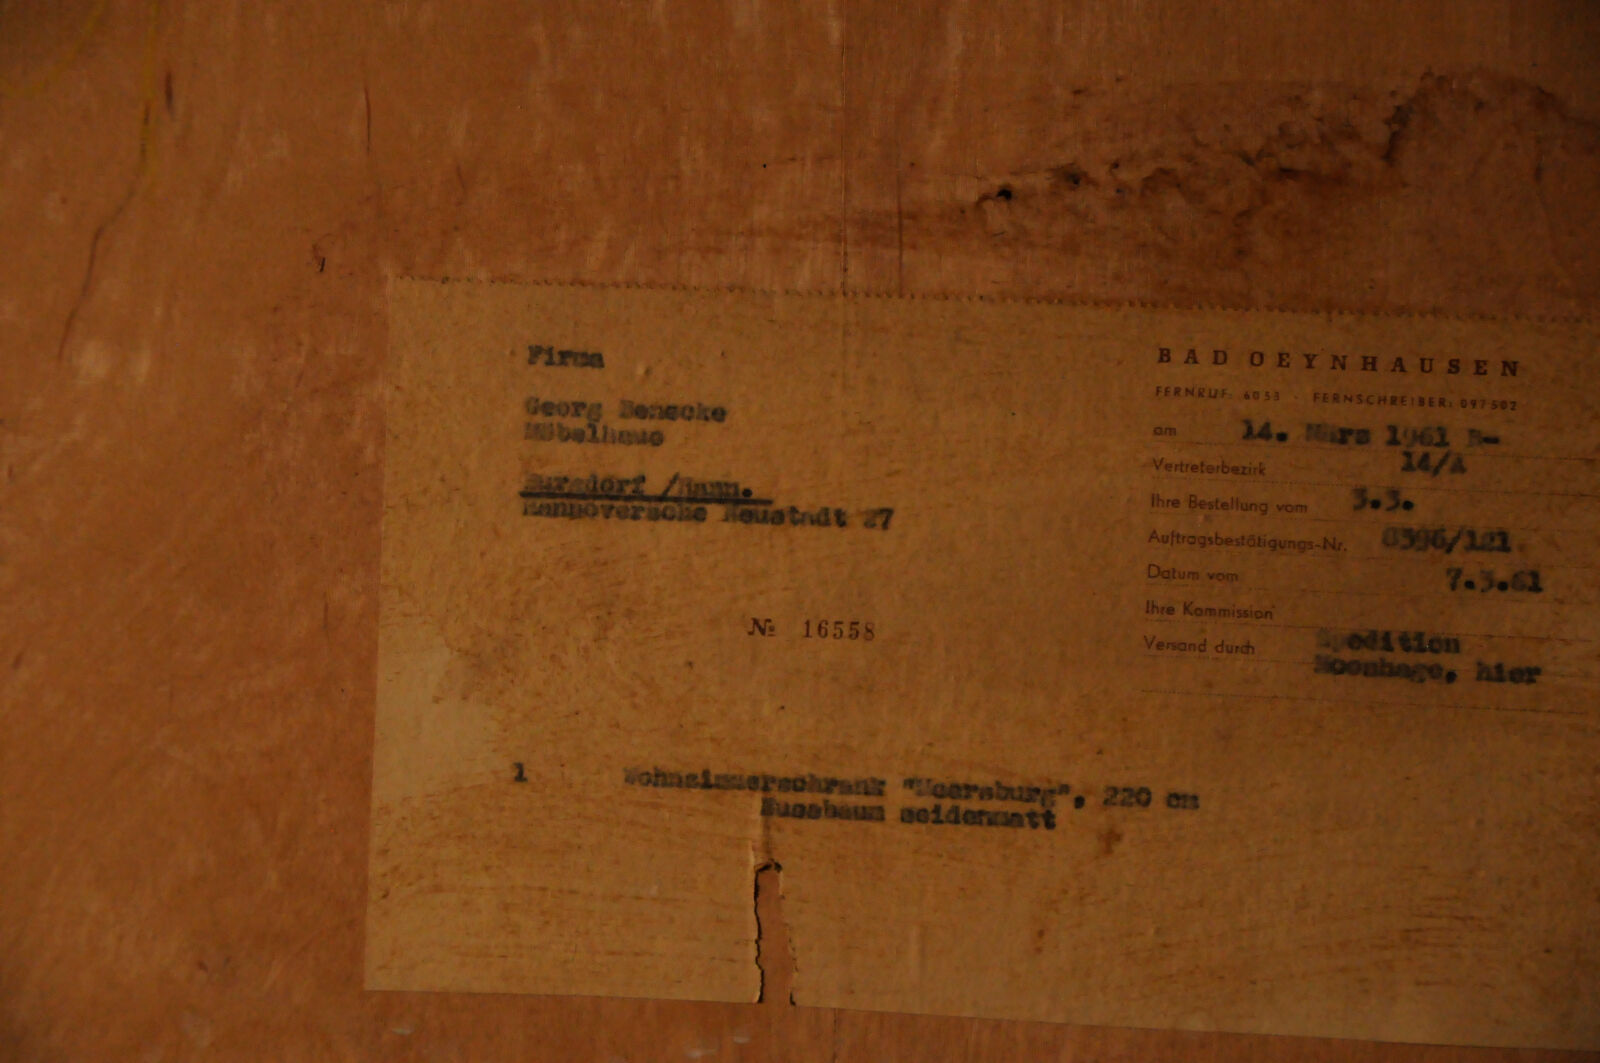 Firma
Georg
Möbelhaus
Burgdorf /Hann.
Hannoversche Neustadt 27
№ 16558
BAD OEYNHAUSEN
FERNRUF: 6033 · FERNSCHREIBER: 097502
am 14. März 1961 B-
Vertreterbezirk 14/A
Ihre Bestellung vom 3.3.
Auftragsbestätigungs-Nr. 0396/121
Datum vom 7.3.61
Ihre Kommission
Versand durch Spedition
hier
1 Wohnzimmerschrank "Meersburg", 220 cm
Nussbaum seidenmatt